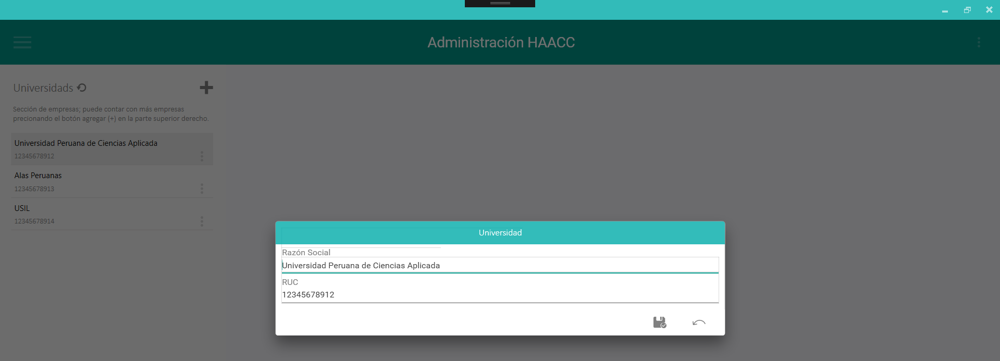 Administración HAACC
Universidads
Sección de empresas; puede contar con más empresas
precionando el botón agregar (+) en la parte superior derecho.
Universidad Peruana de Ciencias Aplicada
12345678912
Alas Peruanas
12345678913
USIL
12345678914
Universidad
Razón Social
Universidad Peruana de Ciencias Aplicada
RUC
12345678912